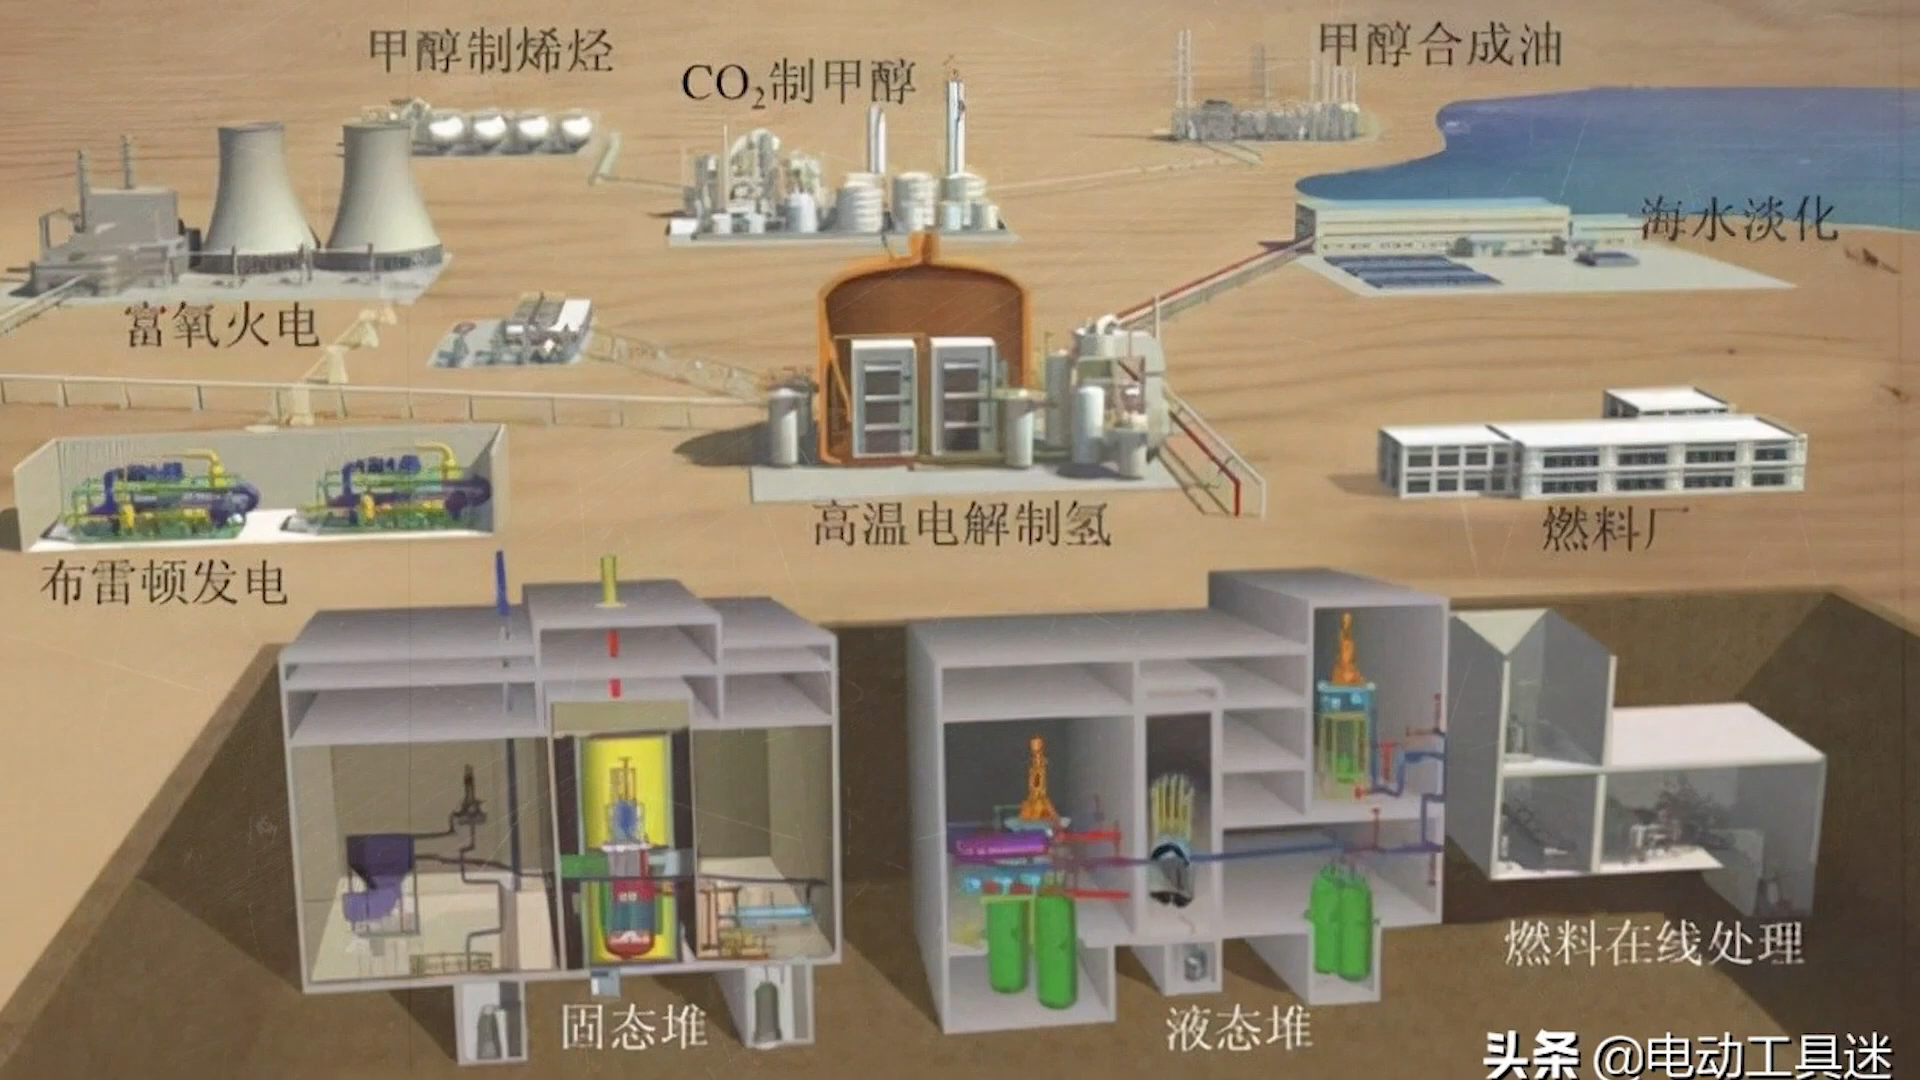 甲醇制烯烃
CO₂制甲醇
甲醇合成油
海水淡化
富氧火电
高温电解制氢
燃料厂
布雷顿发电
燃料在线处理
固态堆
液态堆
头条 @电动工具迷